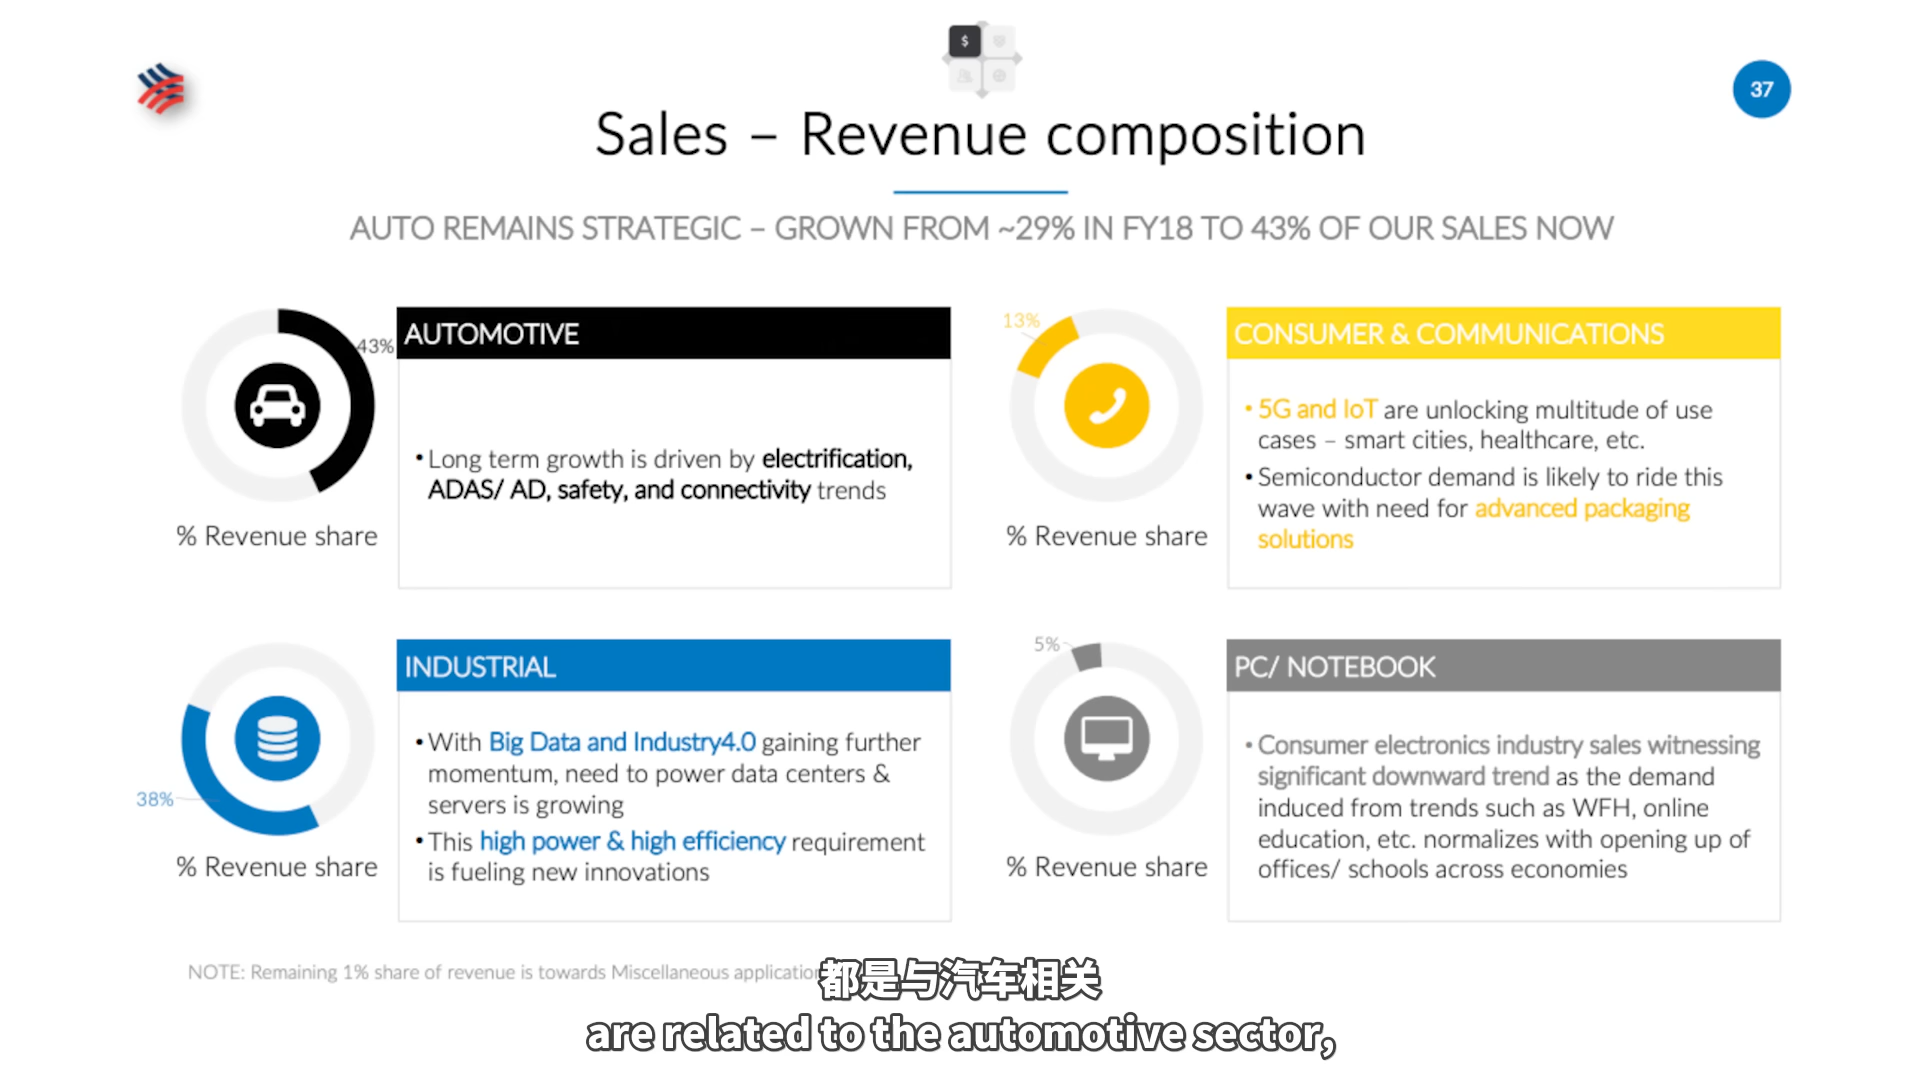 $
37
Sales – Revenue composition
AUTO REMAINS STRATEGIC – GROWN FROM ~29% IN FY18 TO 43% OF OUR SALES NOW
43%
% Revenue share
AUTOMOTIVE
• Long term growth is driven by electrification,
ADAS/ AD, safety, and connectivity trends
13%
% Revenue share
CONSUMER & COMMUNICATIONS
• 5G and IoT are unlocking multitude of use
cases – smart cities, healthcare, etc.
• Semiconductor demand is likely to ride this
wave with need for advanced packaging
solutions
38%
% Revenue share
INDUSTRIAL
• With Big Data and Industry4.0 gaining further
momentum, need to power data centers &
servers is growing
• This high power & high efficiency requirement
is fueling new innovations
5%
% Revenue share
PC/ NOTEBOOK
• Consumer electronics industry sales witnessing
significant downward trend as the demand
induced from trends such as WFH, online
education, etc. normalizes with opening up of
offices/ schools across economies
NOTE: Remaining 1% share of revenue is towards Miscellaneous
都是与汽车相关
are related to the automotive sector,